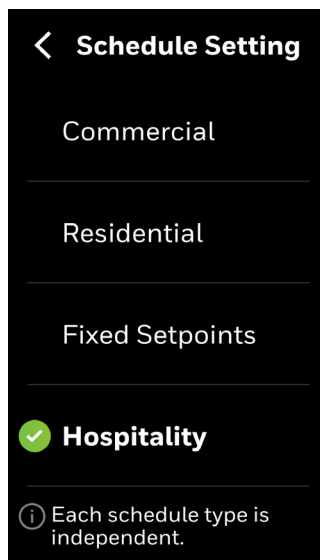 Schedule Setting
Commercial
Residential
Fixed Setpoints
Hospitality
Each schedule type is
independent.